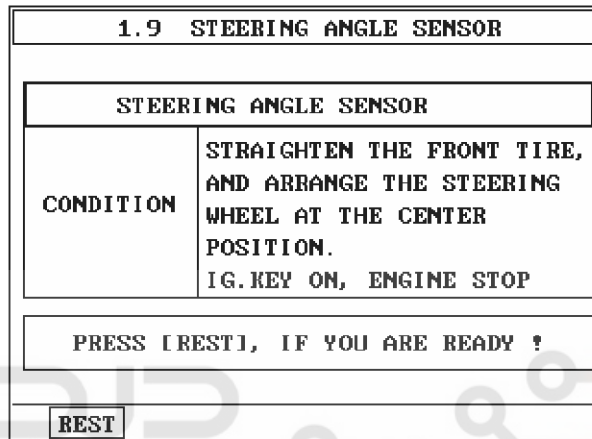 1.9 STEERING ANGLE SENSOR
STEERING ANGLE SENSOR
CONDITION
STRAIGHTEN THE FRONT TIRE,
AND ARRANGE THE STEERING
WHEEL AT THE CENTER
POSITION.
IG.KEY ON, ENGINE STOP
PRESS [REST], IF YOU ARE READY !
REST